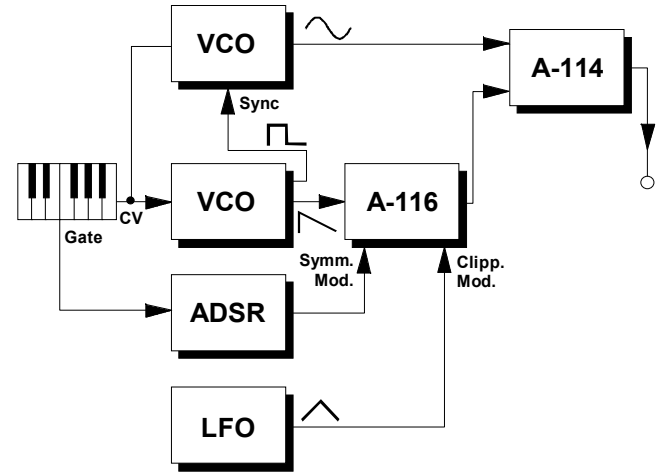 VCO
A-114
Sync
VCO
A-116
CV
Gate
Symm.
Mod.
Clipp.
Mod.
ADSR
LFO